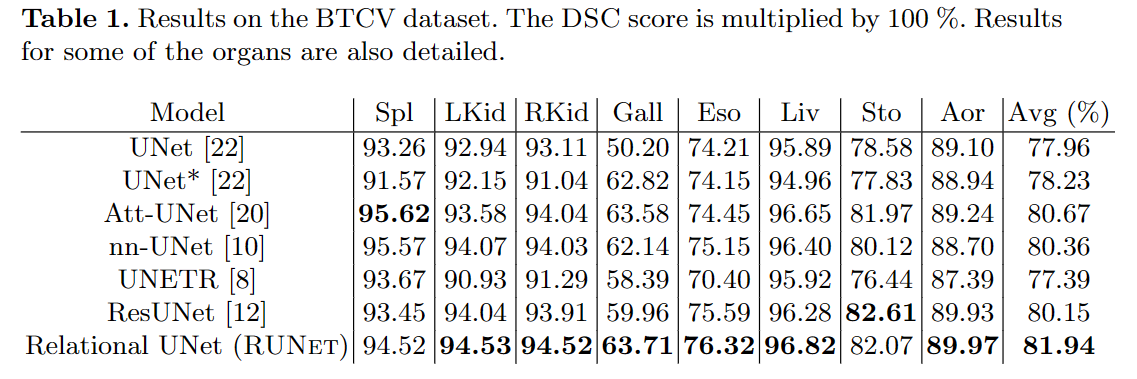 Table 1. Results on the BTCV dataset. The DSC score is multiplied by 100 %. Results
for some of the organs are also detailed.
Model Spl LKid RKid Gall Eso Liv Sto Aor Avg (%)
UNet [22] 93.26 92.94 93.11 50.20 74.21 95.89 78.58 89.10 77.96
UNet* [22] 91.57 92.15 91.04 62.82 74.15 94.96 77.83 88.94 78.23
Att-UNet [20] 95.62 93.58 94.04 63.58 74.45 96.65 81.97 89.24 80.67
nn-UNet [10] 95.57 94.07 94.03 62.14 75.15 96.40 80.12 88.70 80.36
UNETR [8] 93.67 90.93 91.29 58.39 70.40 95.92 76.44 87.39 77.39
ResUNet [12] 93.45 94.04 93.91 59.96 75.59 96.28 82.61 89.93 80.15
Relational UNet (RUNET) 94.52 94.53 94.52 63.71 76.32 96.82 82.07 89.97 81.94